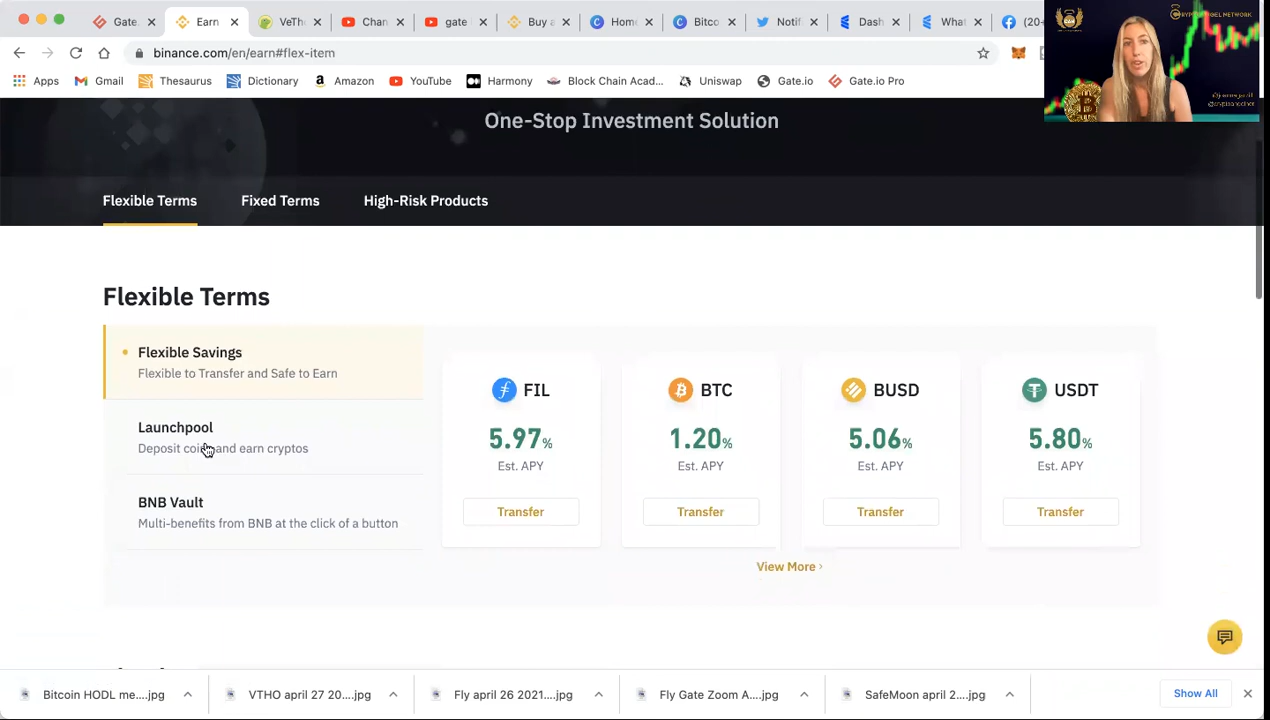 Gate.
Earn
VeTh
Chan
gate
Buy a
Hom
Bitco
Notif
Dash
What
(20+
binance.com/en/earn#flex-item
Apps
Gmail
Thesaurus
Dictionary
Amazon
YouTube
Harmony
Block Chain Acad...
Uniswap
Gate.io
Gate.io Pro
One-Stop Investment Solution
Flexible Terms
Fixed Terms
High-Risk Products
Flexible Terms
Flexible Savings
Flexible to Transfer and Safe to Earn
Launchpool
Deposit coin and earn cryptos
BNB Vault
Multi-benefits from BNB at the click of a button
FIL
5.97%
Est. APY
Transfer
BTC
1.20%
Est. APY
Transfer
BUSD
5.06%
Est. APY
Transfer
USDT
5.80%
Est. APY
Transfer
View More
Bitcoin HODL me....jpg
VTHO april 27 20....jpg
Fly april 26 2021....jpg
Fly Gate Zoom A....jpg
SafeMoon april 2....jpg
Show All